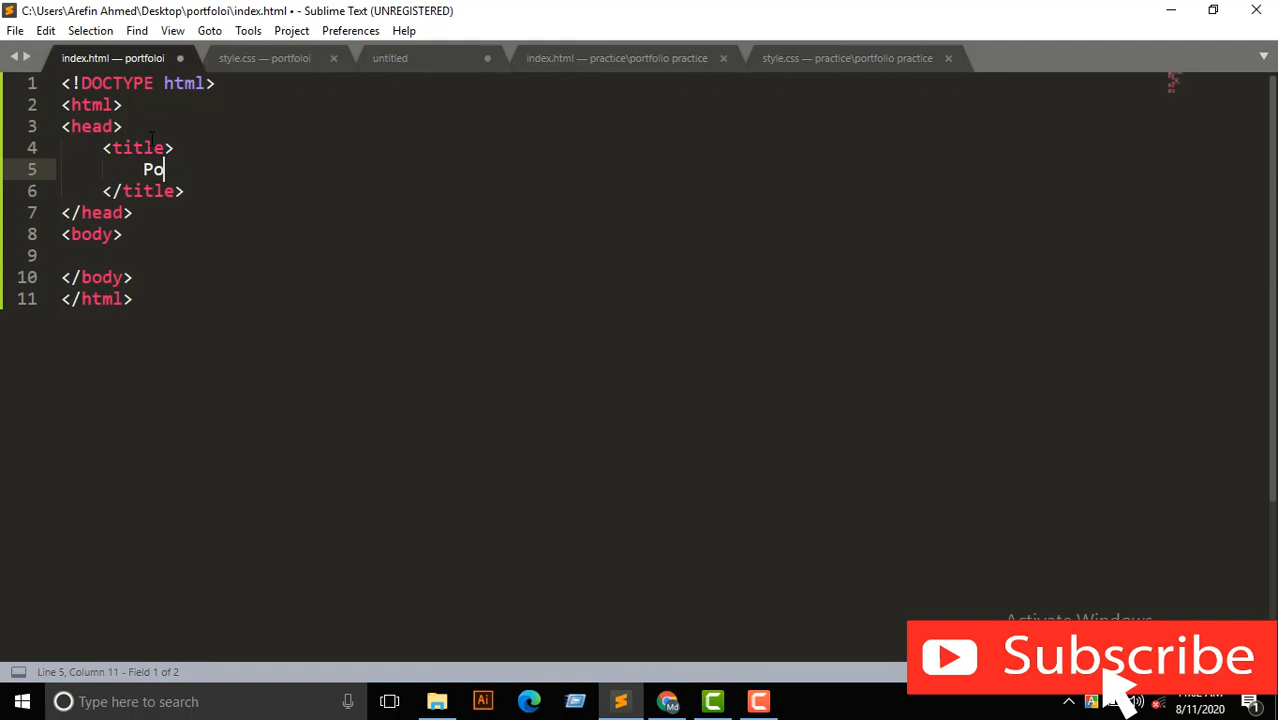 C:\Users\Arefin Ahmed\Desktop\portfoloi\index.html • - Sublime Text (UNREGISTERED)
File Edit Selection Find View Goto Tools Project Preferences Help
index.html — portfoloi style.css — portfoloi untitled index.html — practice\portfolio practice style.css — practice\portfolio practice
1 <!DOCTYPE html>
2 <html>
3 <head>
4 <title>
5 Po
6 </title>
7 </head>
8 <body>
9
10 </body>
11 </html>
Activate Windows
Subscribe
Line 5, Column 11 - Field 1 of 2
Type here to search
8/11/2020